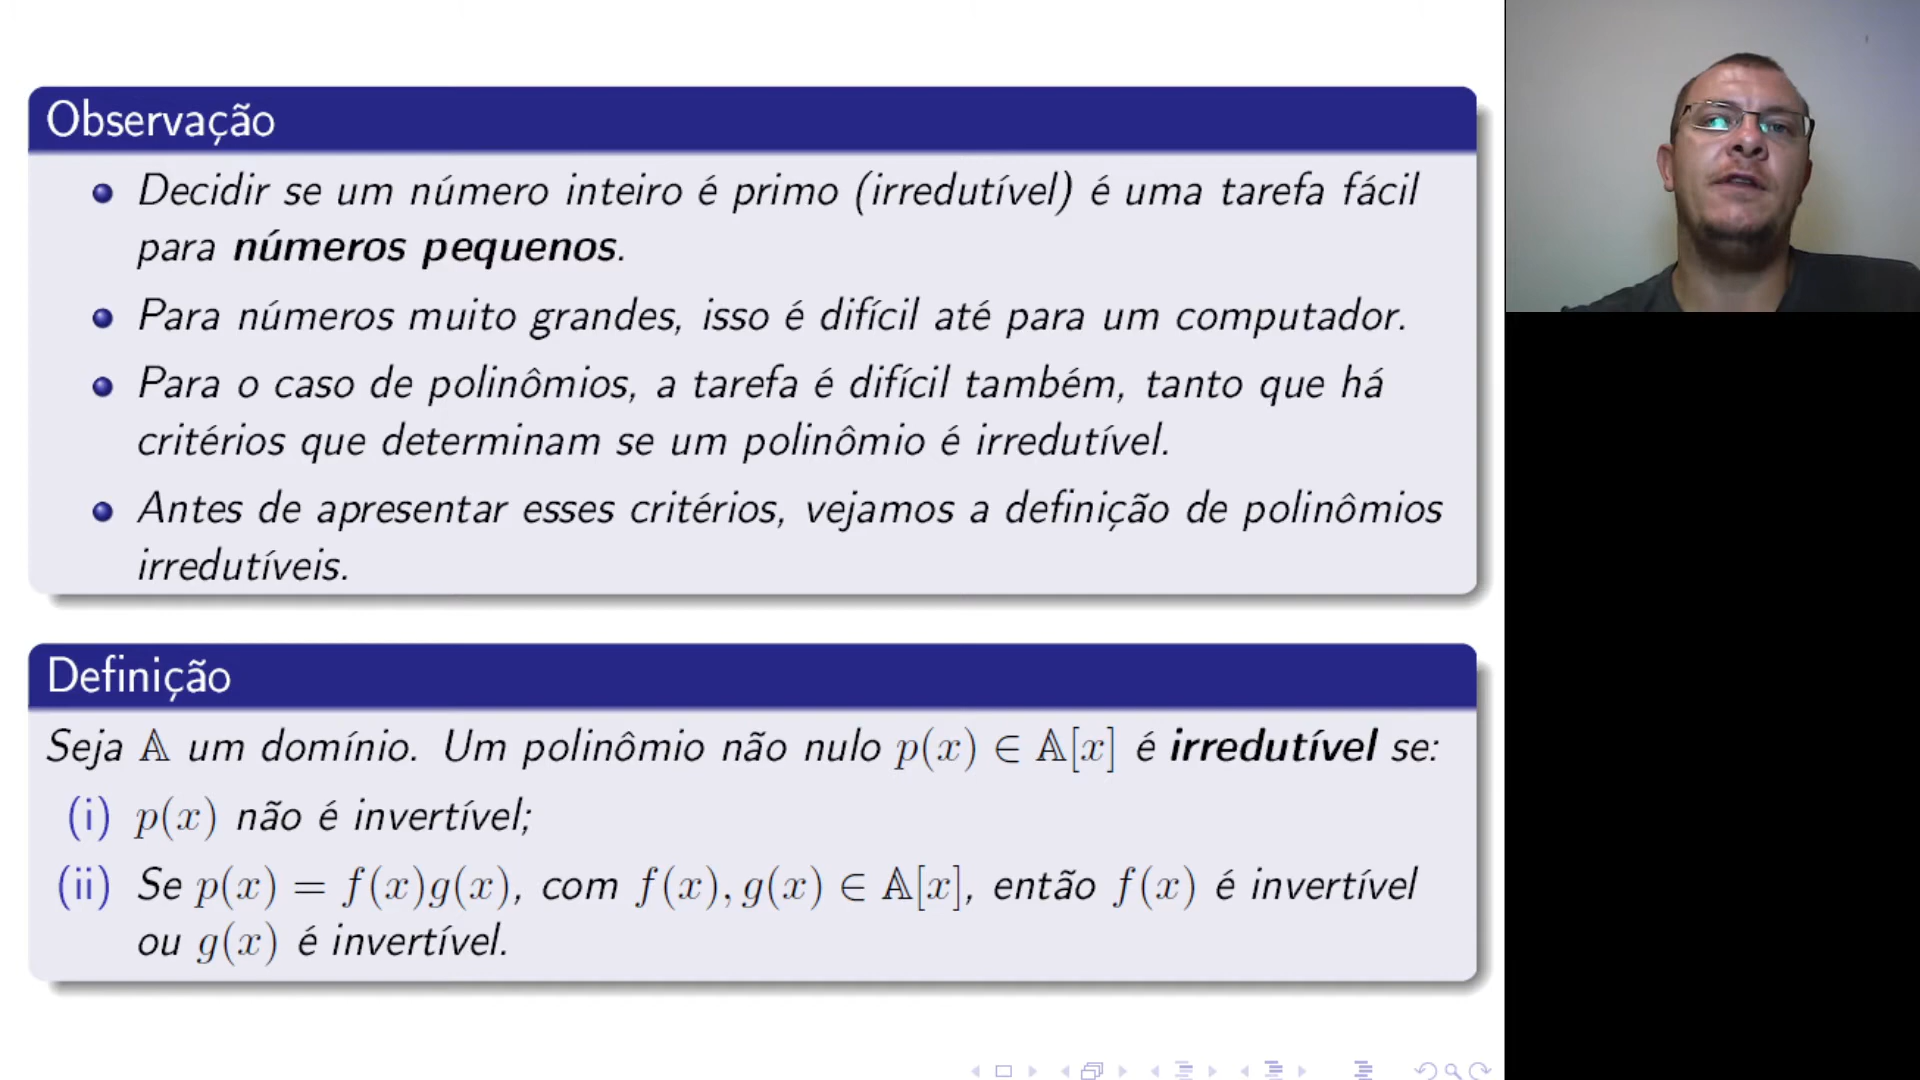 Observação
Decidir se um número inteiro é primo (irredutível) é uma tarefa fácil
para números pequenos.
Para números muito grandes, isso é difícil até para um computador.
Para o caso de polinômios, a tarefa é difícil também, tanto que há
critérios que determinam se um polinômio é irredutível.
Antes de apresentar esses critérios, vejamos a definição de polinômios
irredutíveis.
Definição
Seja 𝔸 um domínio. Um polinômio não nulo p(x) ∈ 𝔸[x] é irredutível se:
(i) p(x) não é invertível;
(ii) Se p(x) = f(x)g(x), com f(x), g(x) ∈ 𝔸[x], então f(x) é invertível
ou g(x) é invertível.